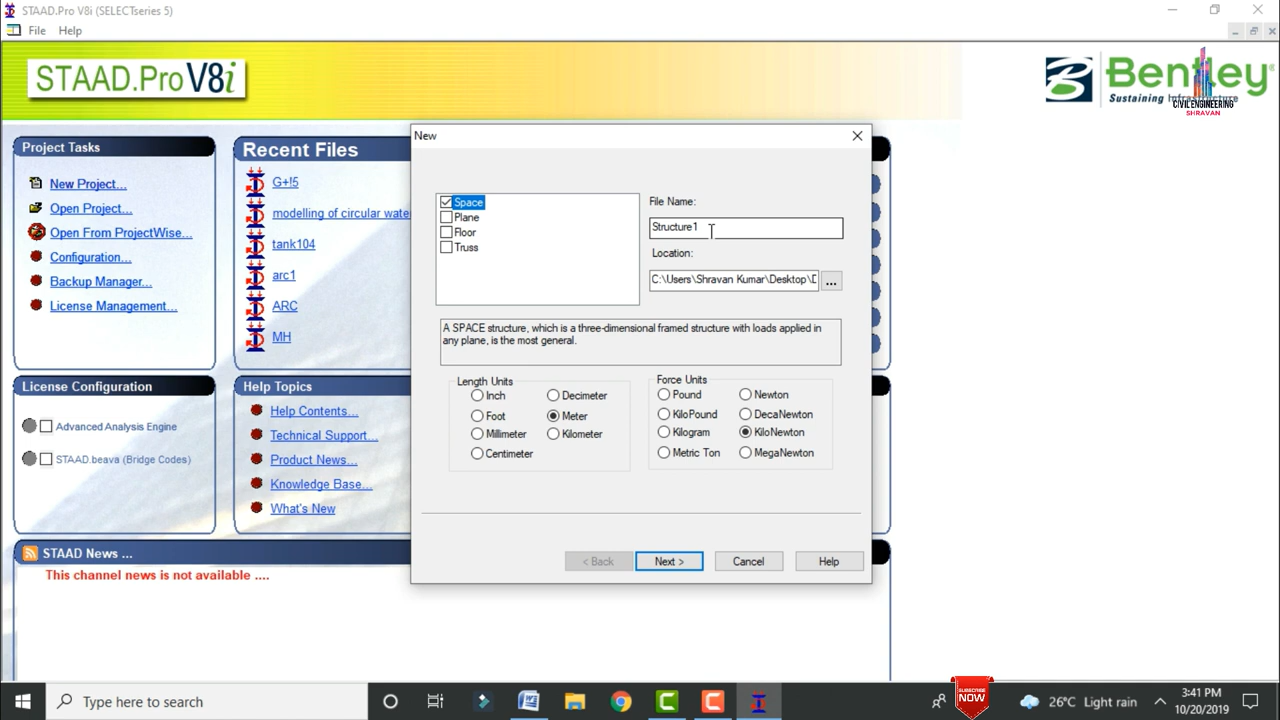 STAAD.Pro V8i (SELECTseries 5)
File Help
STAAD.Pro V8i
Bentley®
Sustaining Infrastructure™
CIVIL ENGINEERING
SHRAVAN
Project Tasks
New Project...
Open Project...
Open From ProjectWise...
Configuration...
Backup Manager...
License Management...
Recent Files
G+!5
modelling of circular wate
tank104
arc1
ARC
MH
License Configuration
Advanced Analysis Engine
STAAD.beava (Bridge Codes)
Help Topics
Help Contents...
Technical Support...
Product News...
Knowledge Base...
What's New
STAAD News ...
This channel news is not available ....
New
Space
Plane
Floor
Truss
File Name:
Structure1
Location:
C:\Users\Shravan Kumar\Desktop\D
...
A SPACE structure, which is a three-dimensional framed structure with loads applied in
any plane, is the most general.
Length Units
Inch Decimeter
Foot Meter
Millimeter Kilometer
Centimeter
Force Units
Pound Newton
KiloPound DecaNewton
Kilogram KiloNewton
Metric Ton MegaNewton
< Back Next > Cancel Help
Type here to search
SUBSCRIBE
NOW
26°C Light rain
3:41 PM
10/20/2019